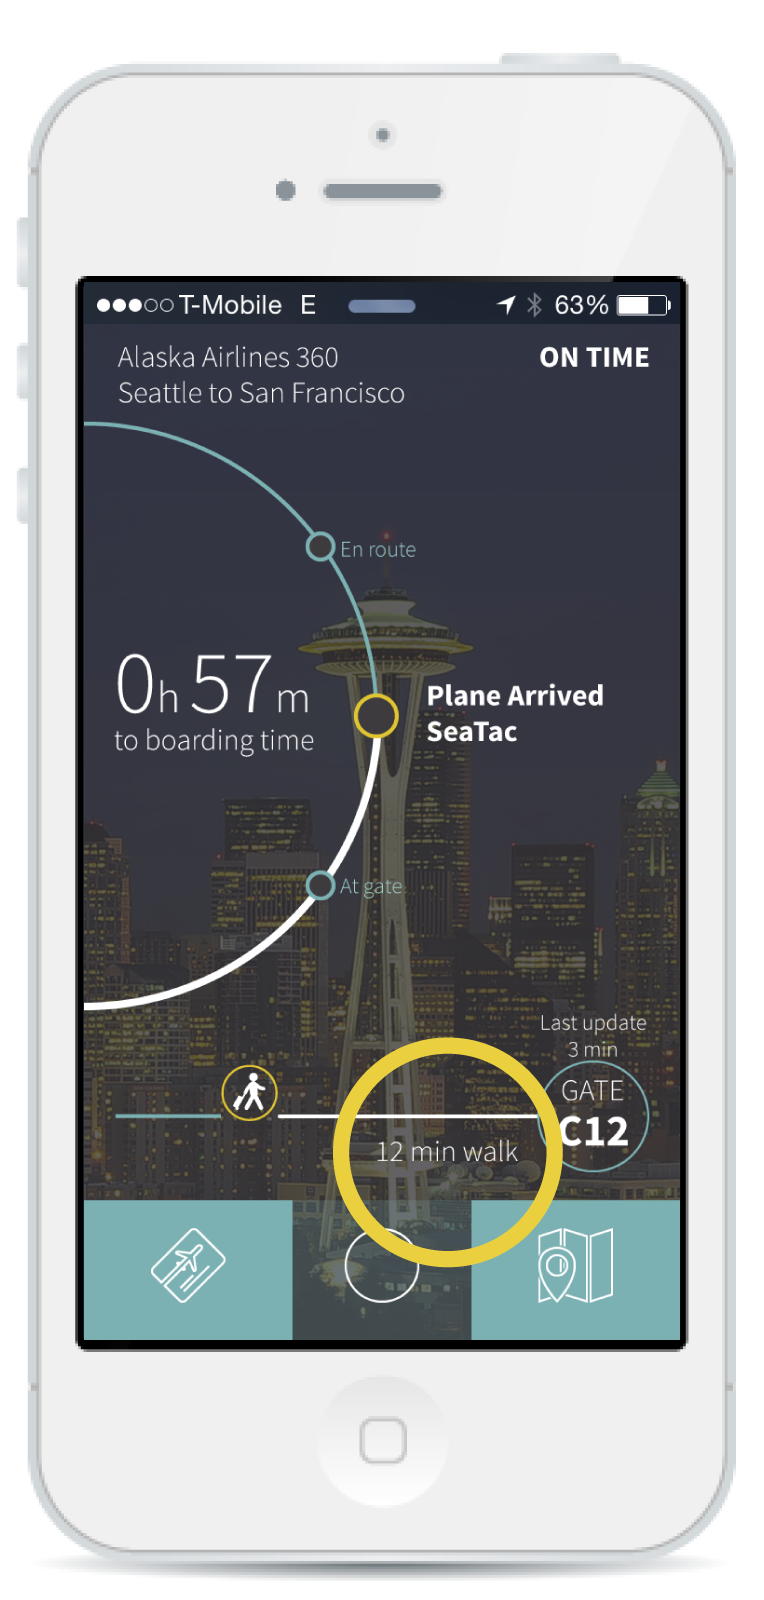 T-Mobile E 63%
Alaska Airlines 360 ON TIME
Seattle to San Francisco
En route
0h 57m
to boarding time
Plane Arrived
SeaTac
At gate
Last update
3 min
GATE
C12
12 min walk